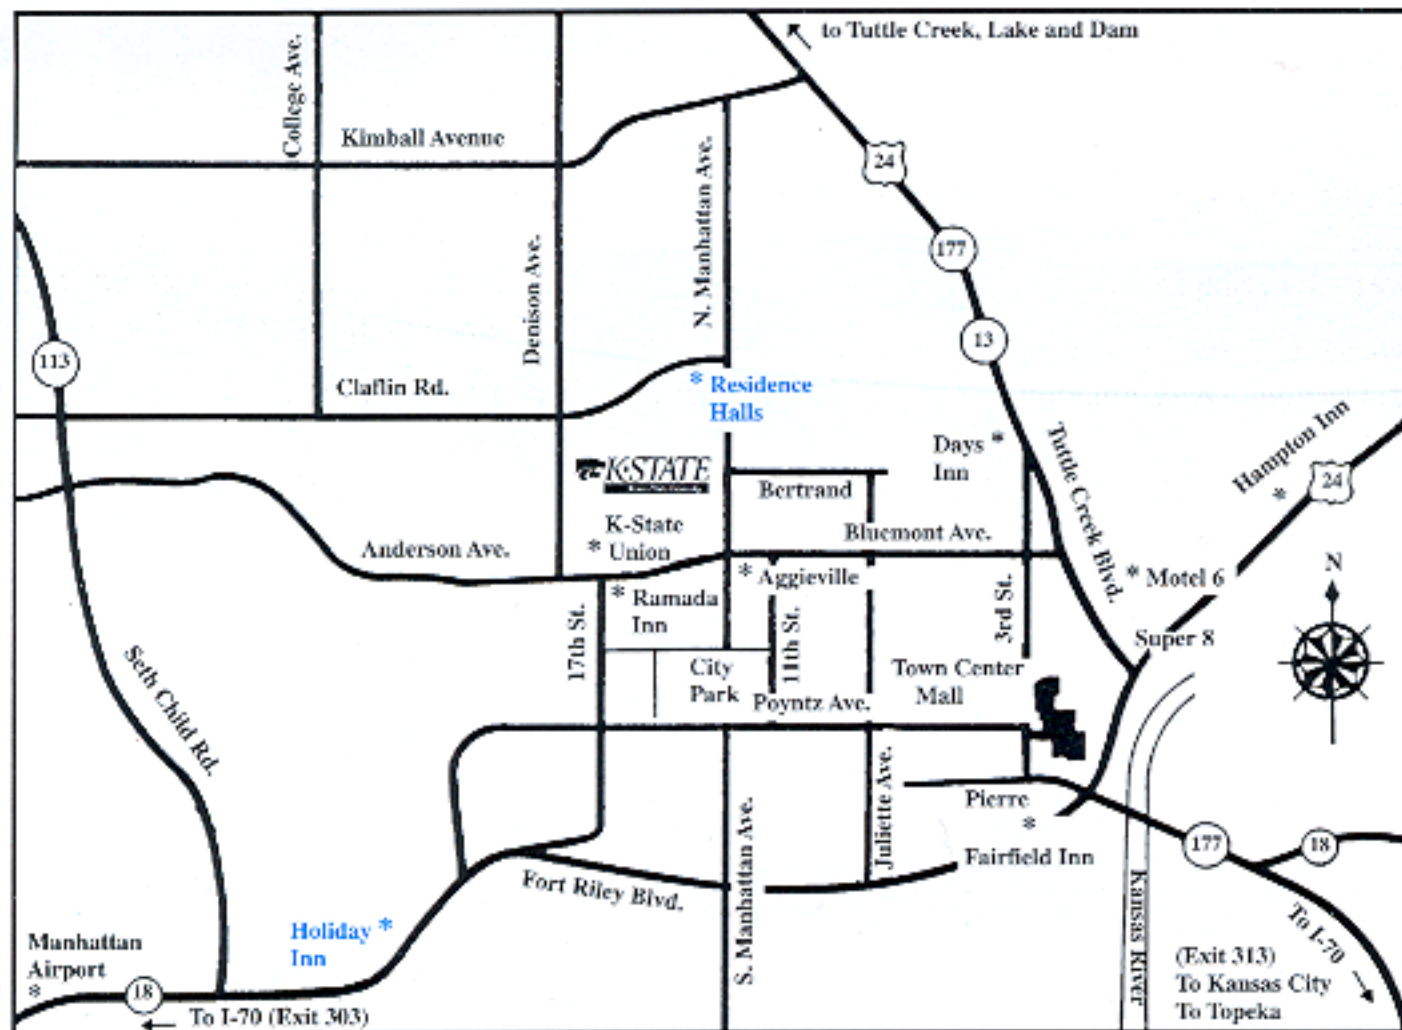 to Tuttle Creek, Lake and Dam
College Ave.
Kimball Avenue
24
N. Manhattan Ave.
177
Denison Ave.
13
113
Claflin Rd.
* Residence
Halls
Hampton Inn
*
Days *
Inn
Tuttle Creek Blvd.
24
K-STATE
Bertrand
K-State
* Union
Bluemont Ave.
Anderson Ave.
N
* Aggieville
* Motel 6
* Ramada
Inn
17th St.
11th St.
3rd St.
Super 8
City
Park
Town Center
Mall
Seth Child Rd.
Poyntz Ave.
Pierre
*
Fairfield Inn
Juliette Ave.
S. Manhattan Ave.
177
18
Fort Riley Blvd.
Kansas River
To I-70
Holiday *
Inn
Manhattan
Airport
*
18
(Exit 313)
To Kansas City
To Topeka
To I-70 (Exit 303)